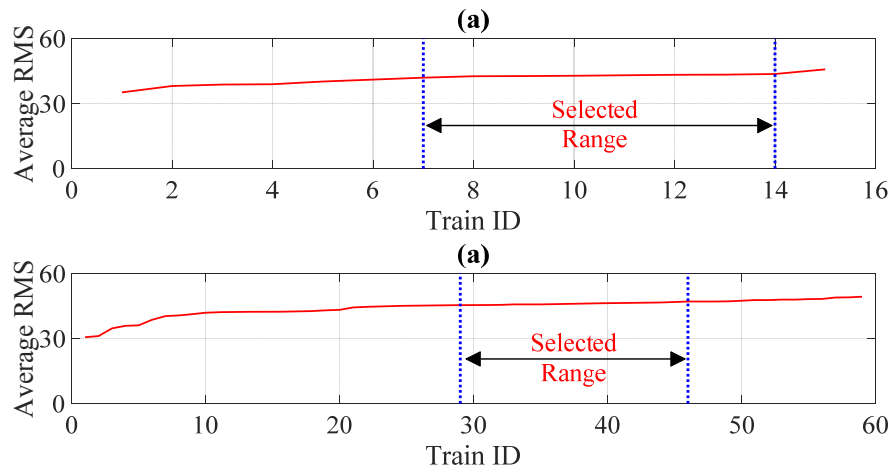 (a)
60
30
0
Average RMS
Selected
Range
0 2 4 6 8 10 12 14 16
Train ID
(a)
60
30
0
Average RMS
Selected
Range
0 10 20 30 40 50 60
Train ID